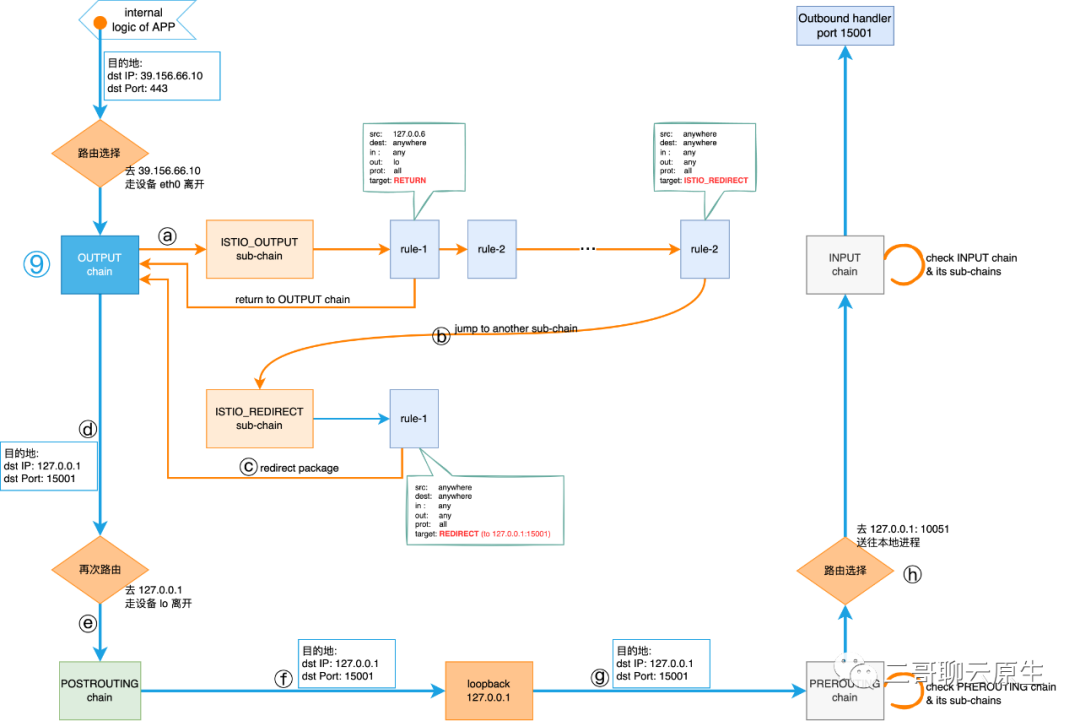 internal
logic of APP
目的地:
dst IP: 39.156.66.10
dst Port: 443
路由选择
去 39.156.66.10
走设备 eth0 离开
⑨
OUTPUT
chain
ⓐ
ISTIO_OUTPUT
sub-chain
src: 127.0.0.6
dest: anywhere
in : any
out: lo
prot: all
target: RETURN
rule-1
rule-2
...
src: anywhere
dest: anywhere
in : any
out: any
prot: all
target: ISTIO_REDIRECT
rule-2
return to OUTPUT chain
ⓑ
jump to another sub-chain
ISTIO_REDIRECT
sub-chain
rule-1
ⓒ redirect package
src: anywhere
dest: anywhere
in : any
out: any
prot: all
target: REDIRECT (to 127.0.0.1:15001)
ⓓ
目的地:
dst IP: 127.0.0.1
dst Port: 15001
再次路由
去 127.0.0.1
走设备 lo 离开
ⓔ
POSTROUTING
chain
ⓕ
目的地:
dst IP: 127.0.0.1
dst Port: 15001
loopback
127.0.0.1
ⓖ
目的地:
dst IP: 127.0.0.1
dst Port: 15001
PREROUTING
chain
check PREROUTING chain
& its sub-chains
二哥聊云原生
路由选择
ⓗ
去 127.0.0.1: 10051
送往本地进程
INPUT
chain
check INPUT chain
& its sub-chains
Outbound handler
port 15001